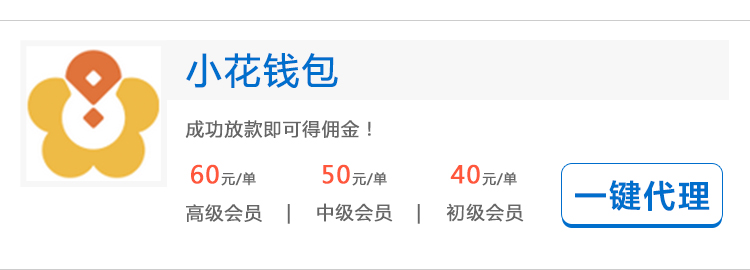 小花钱包
成功放款即可得佣金！
60元/单 50元/单 40元/单
高级会员 | 中级会员 | 初级会员
一键代理